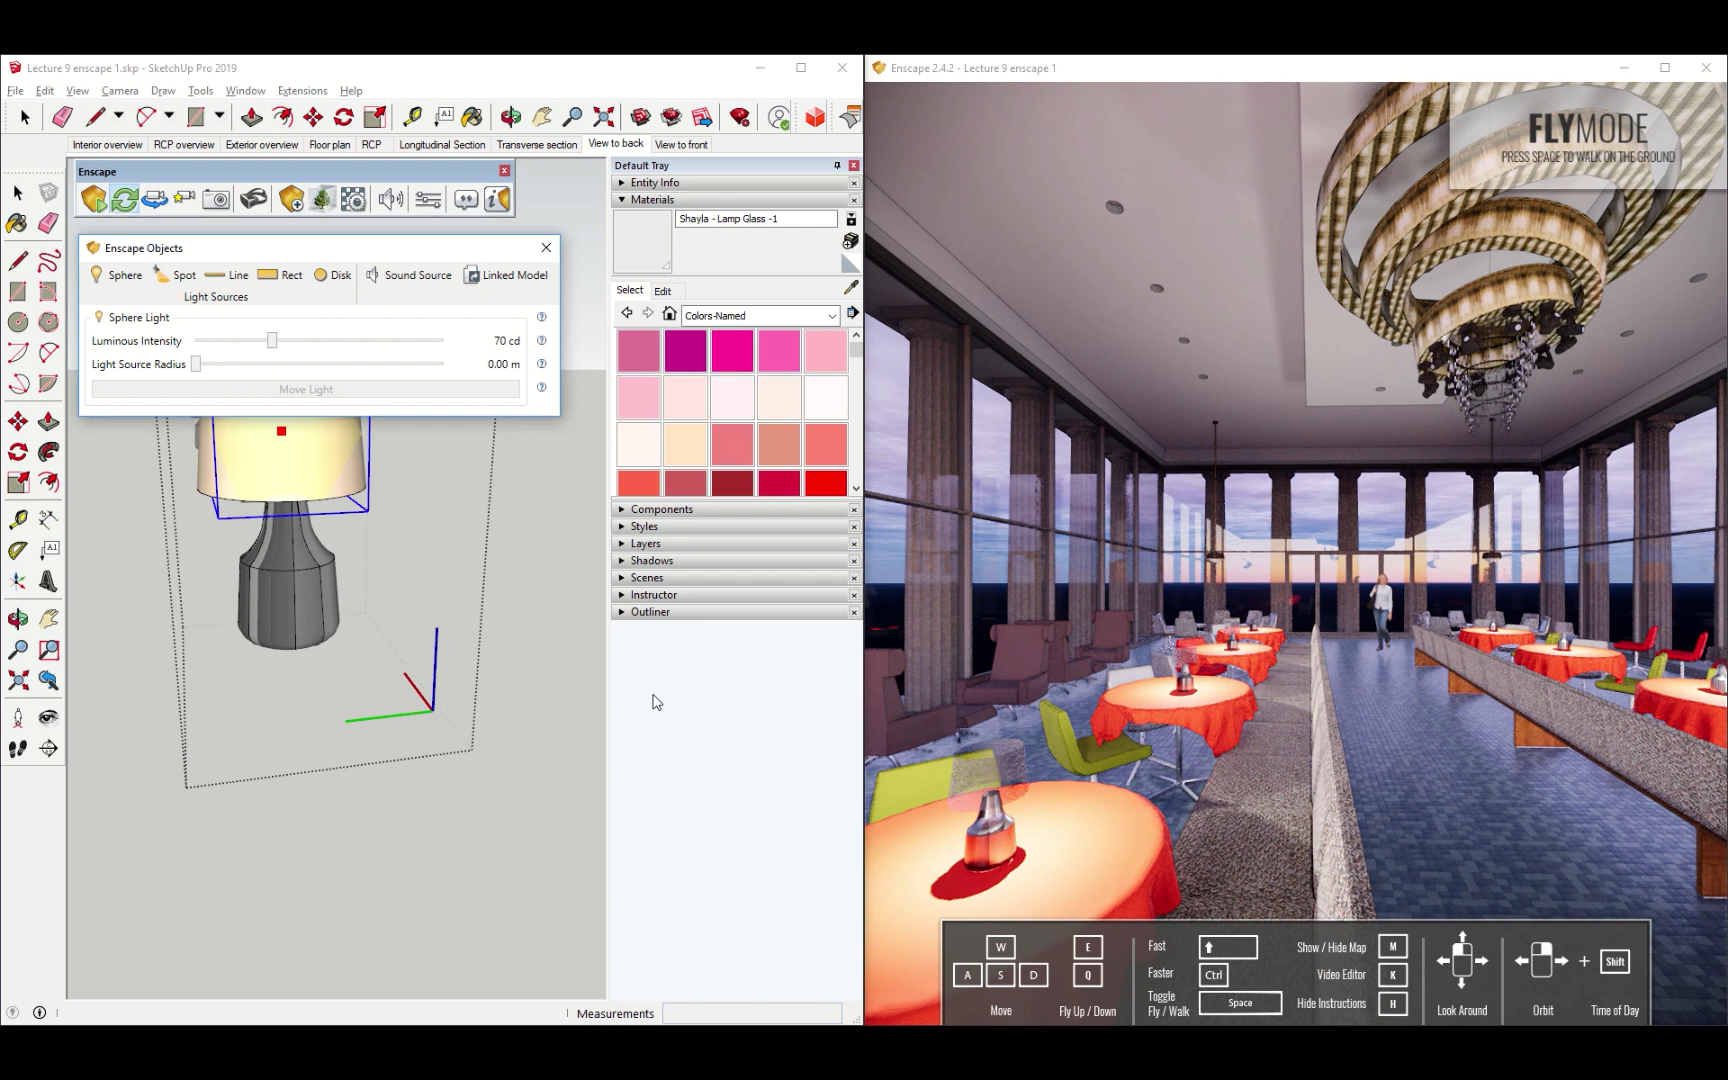 Lecture 9 enscape 1.skp - SketchUp Pro 2019
File Edit View Camera Draw Tools Window Extensions Help
A1
Interior overview RCP overview Exterior overview Floor plan RCP Longitudinal Section Transverse section View to back View to front
Enscape
Enscape Objects
Sphere Spot Line Rect Disk Sound Source Linked Model
Light Sources
Sphere Light
Luminous Intensity 70 cd
Light Source Radius 0.00 m
Move Light
A1
Default Tray
Entity Info
Materials
Shayla - Lamp Glass -1
Select Edit
Colors-Named
Components
Styles
Layers
Shadows
Scenes
Instructor
Outliner
Measurements
Enscape 2.4.2 - Lecture 9 enscape 1
FLYMODE
PRESS SPACE TO WALK ON THE GROUND
W
A S D
Move
E
Q
Fly Up / Down
Fast
Faster Ctrl
Toggle
Fly / Walk Space
Show / Hide Map M
Video Editor K
Hide Instructions H
Look Around
Orbit
+ Shift
Time of Day